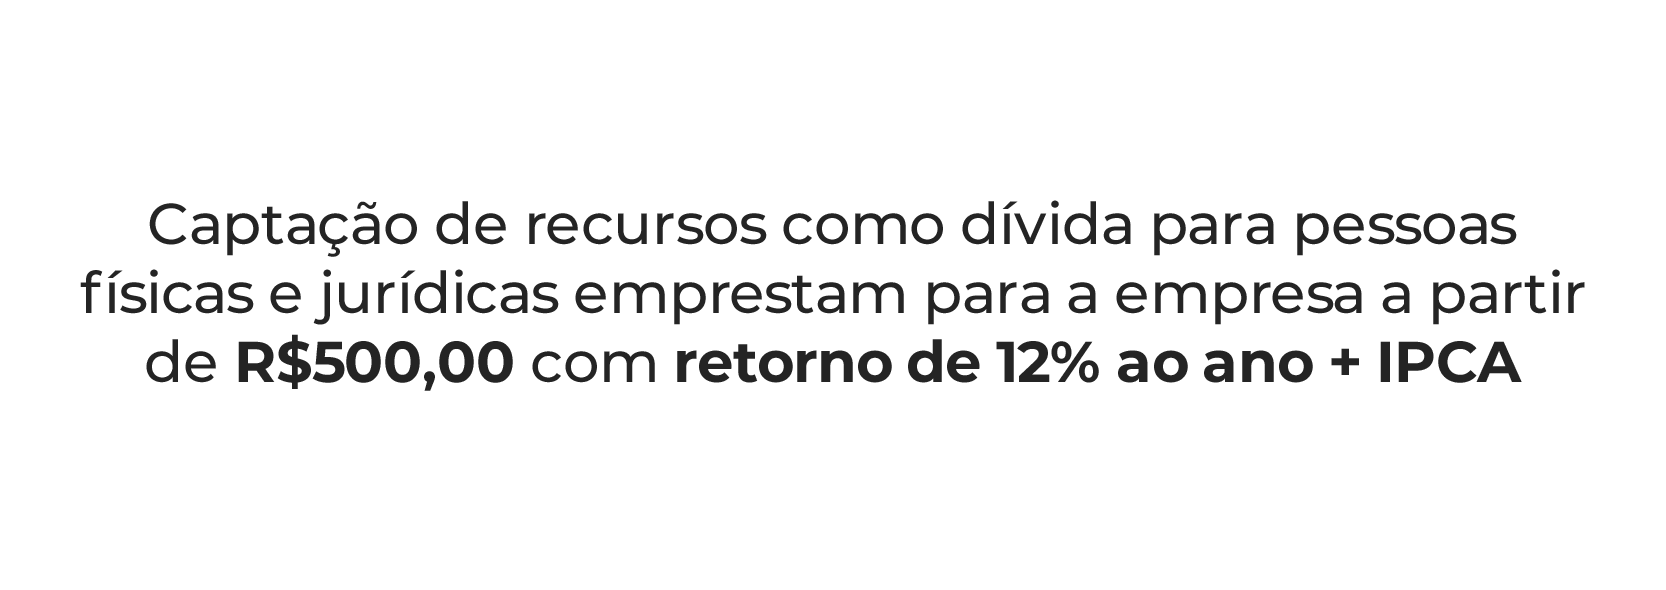 Captação de recursos como dívida para pessoas
físicas e jurídicas emprestam para a empresa a partir
de R$500,00 com retorno de 12% ao ano + IPCA